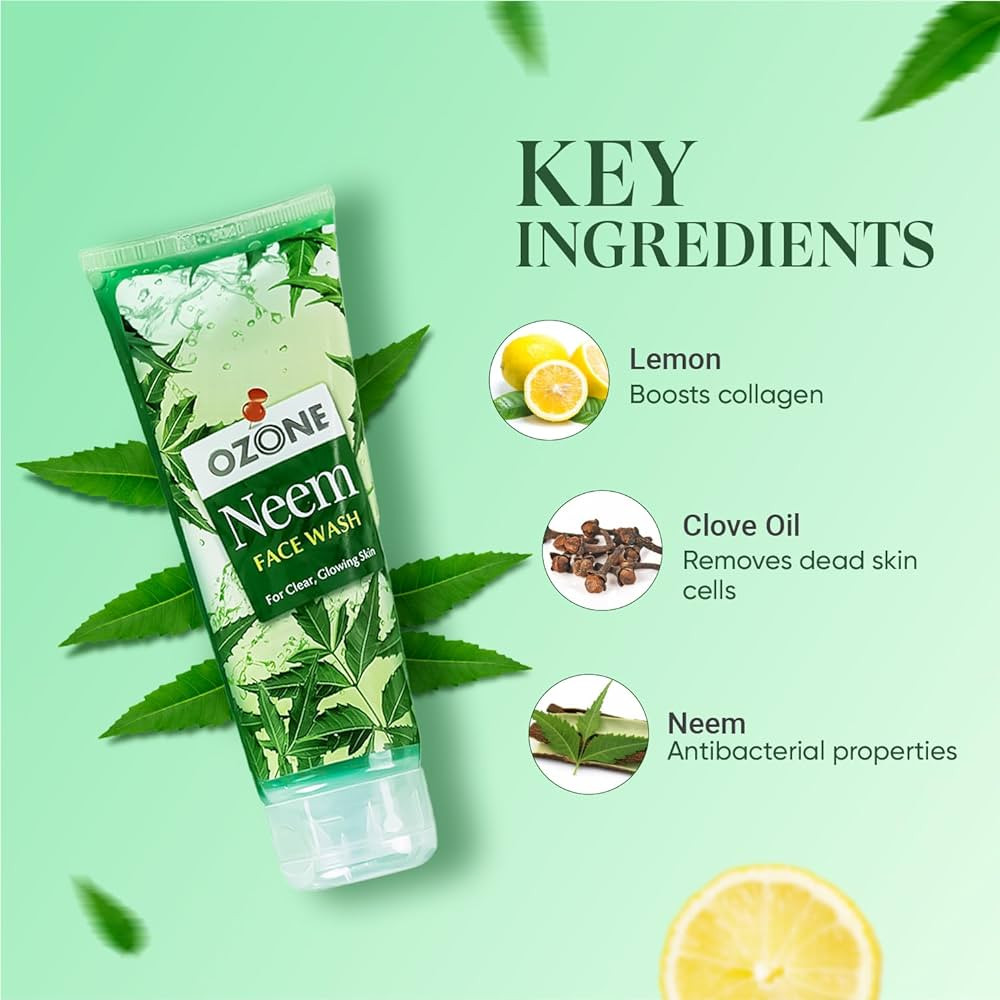 KEY
INGREDIENTS
OZONE
Neem
FACE WASH
For Clear, Glowing Skin
Lemon
Boosts collagen
Clove Oil
Removes dead skin
cells
Neem
Antibacterial properties